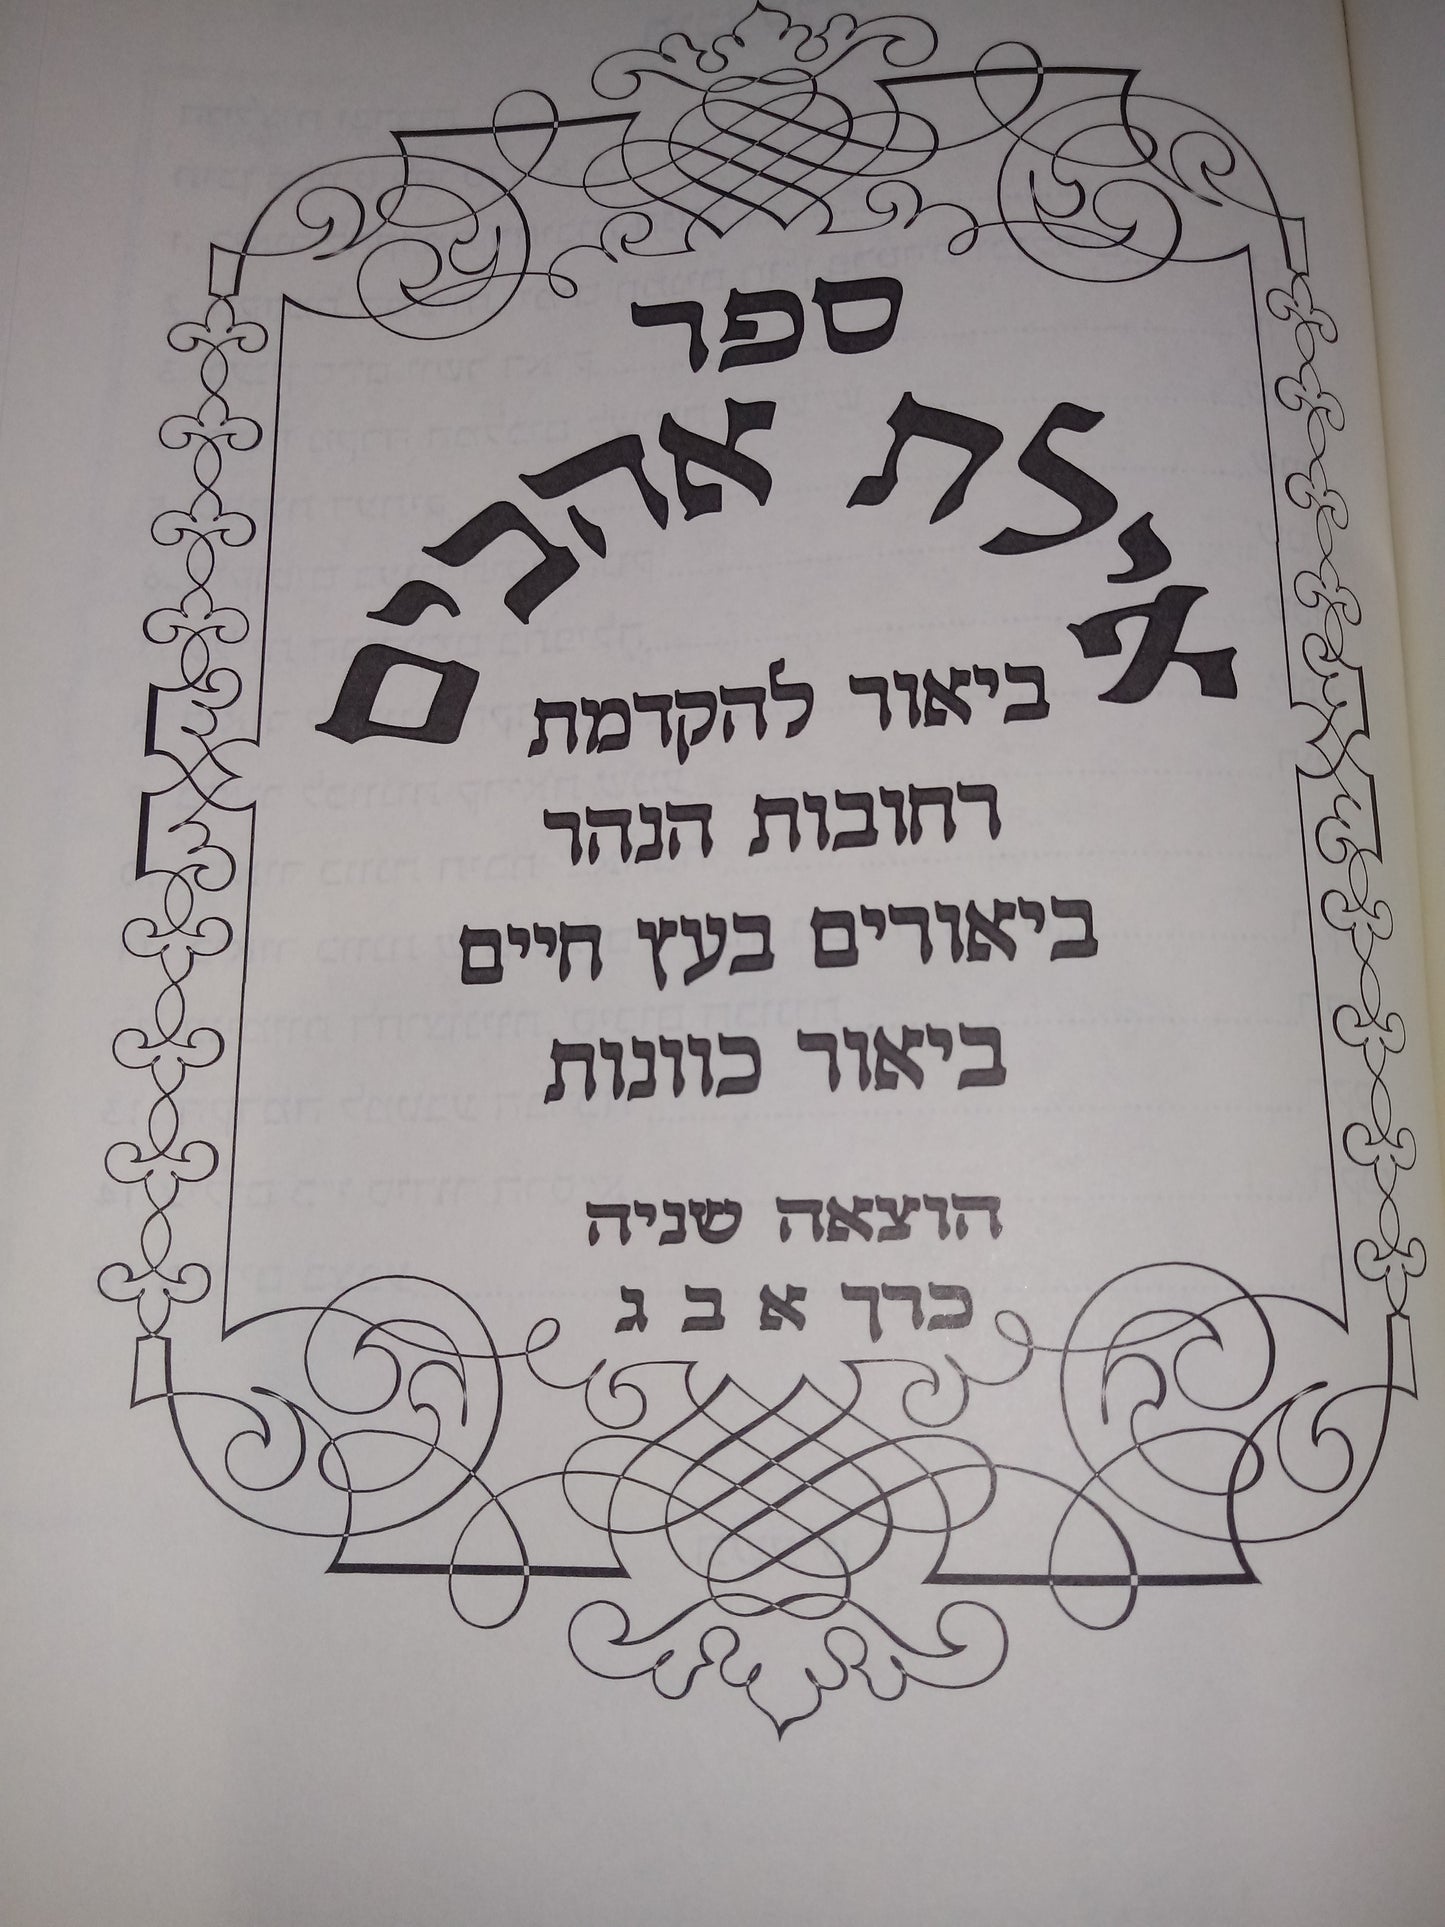 ספר
אילת אהבים
ביאור להקדמת
רחובות הנהר
ביאורים בעץ חיים
ביאור כוונות
הוצאה שניה
כרך א ב ג